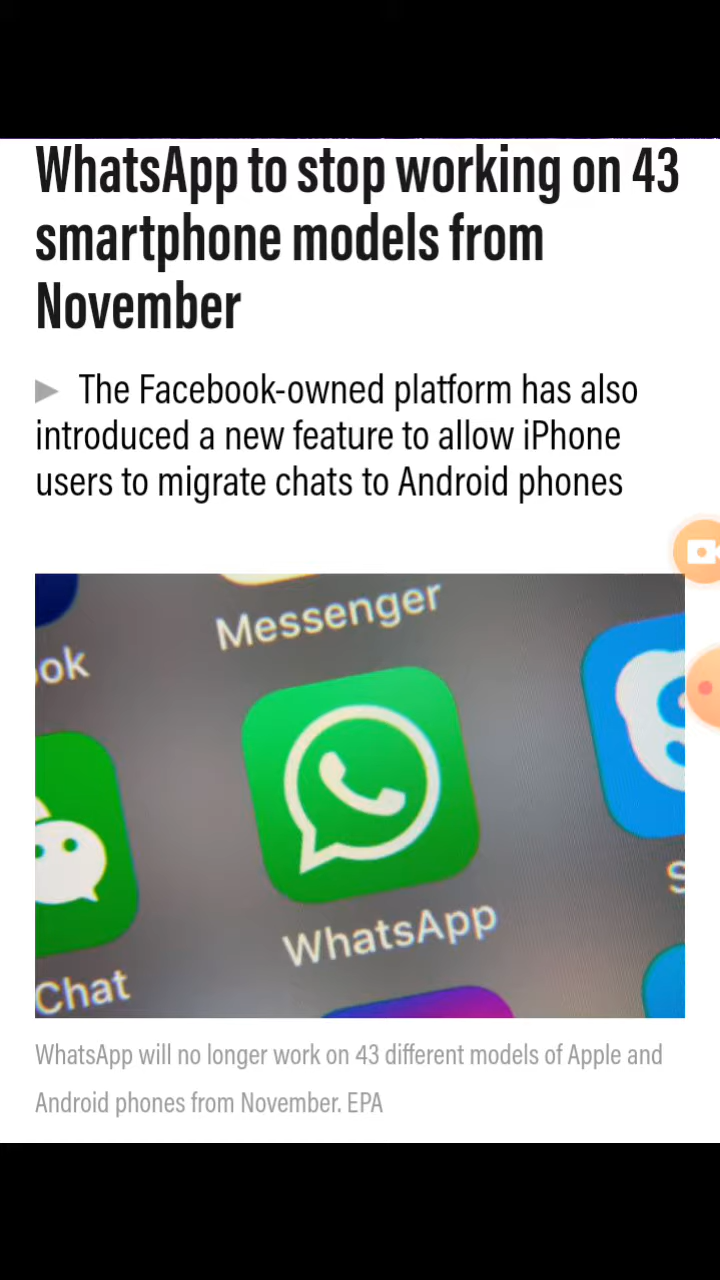 WhatsApp to stop working on 43
smartphone models from
November
The Facebook-owned platform has also
introduced a new feature to allow iPhone
users to migrate chats to Android phones
Messenger
ok
WhatsApp
S
Chat
WhatsApp will no longer work on 43 different models of Apple and
Android phones from November. EPA